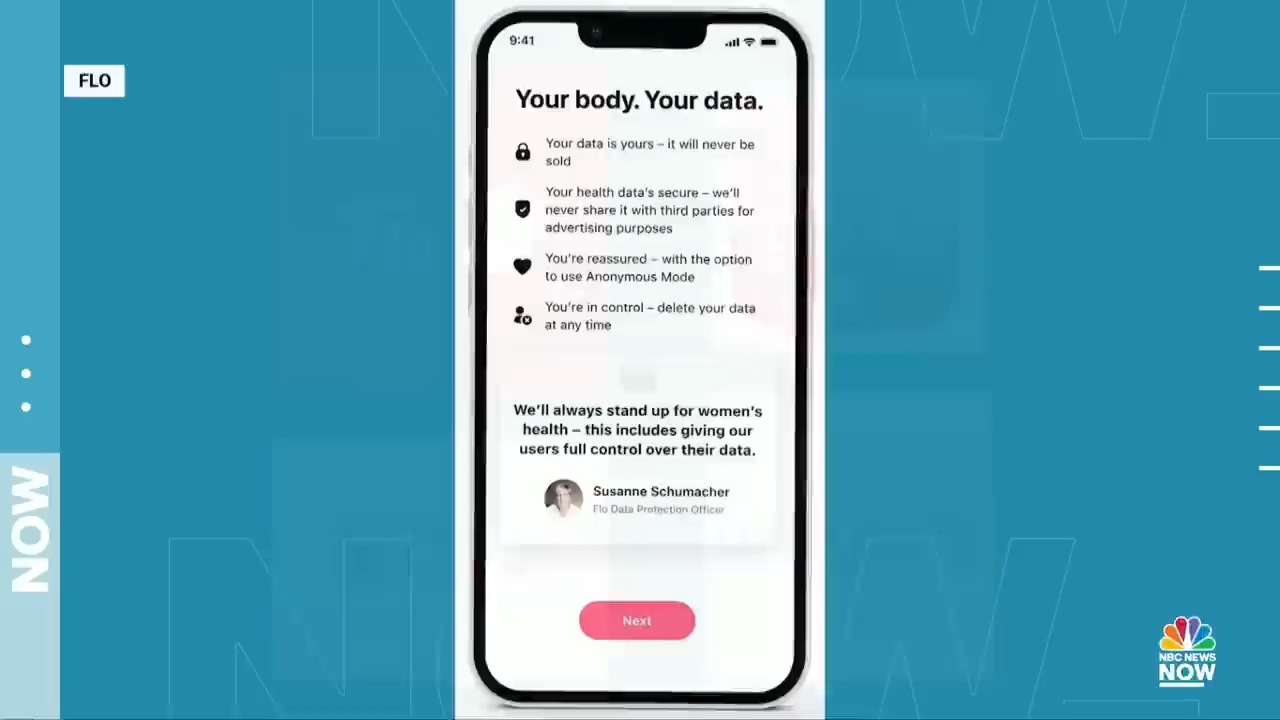 FLO
9:41
Your body. Your data.
Your data is yours – it will never be
sold
Your health data's secure – we'll
never share it with third parties for
advertising purposes
You're reassured – with the option
to use Anonymous Mode
You're in control – delete your data
at any time
We'll always stand up for women's
health – this includes giving our
users full control over their data.
Susanne Schumacher
Flo Data Protection Officer
Next
NOW
NBC NEWS
NOW